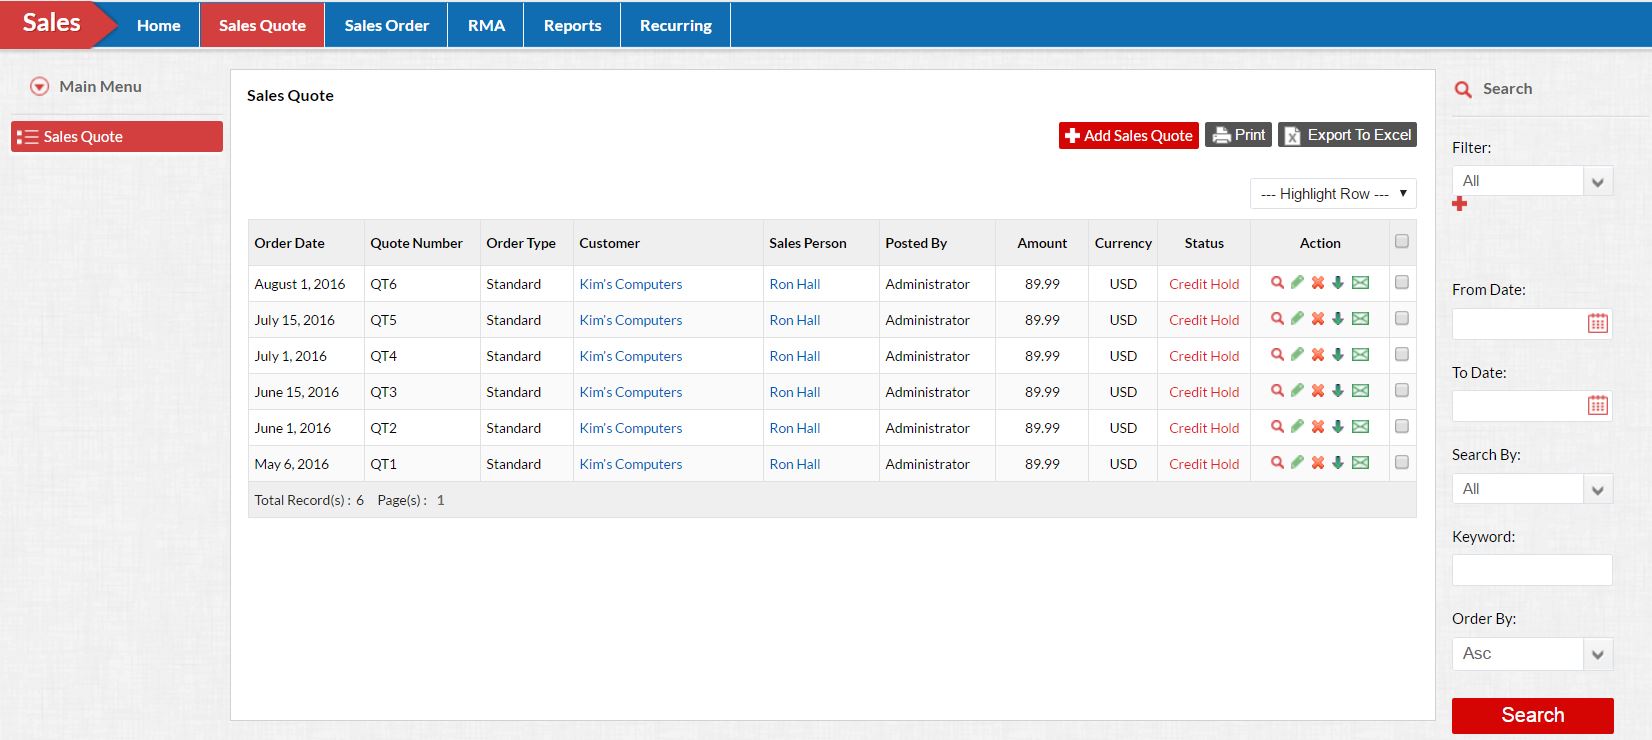 Sales Home Sales Quote Sales Order RMA Reports Recurring
Main Menu
Sales Quote
Sales Quote
Add Sales Quote Print Export To Excel
--- Highlight Row ---
Order Date Quote Number Order Type Customer Sales Person Posted By Amount Currency Status Action
August 1, 2016 QT6 Standard Kim's Computers Ron Hall Administrator 89.99 USD Credit Hold
July 15, 2016 QT5 Standard Kim's Computers Ron Hall Administrator 89.99 USD Credit Hold
July 1, 2016 QT4 Standard Kim's Computers Ron Hall Administrator 89.99 USD Credit Hold
June 15, 2016 QT3 Standard Kim's Computers Ron Hall Administrator 89.99 USD Credit Hold
June 1, 2016 QT2 Standard Kim's Computers Ron Hall Administrator 89.99 USD Credit Hold
May 6, 2016 QT1 Standard Kim's Computers Ron Hall Administrator 89.99 USD Credit Hold
Total Record(s) : 6 Page(s) : 1
Search
Filter:
All
From Date:
To Date:
Search By:
All
Keyword:
Order By:
Asc
Search